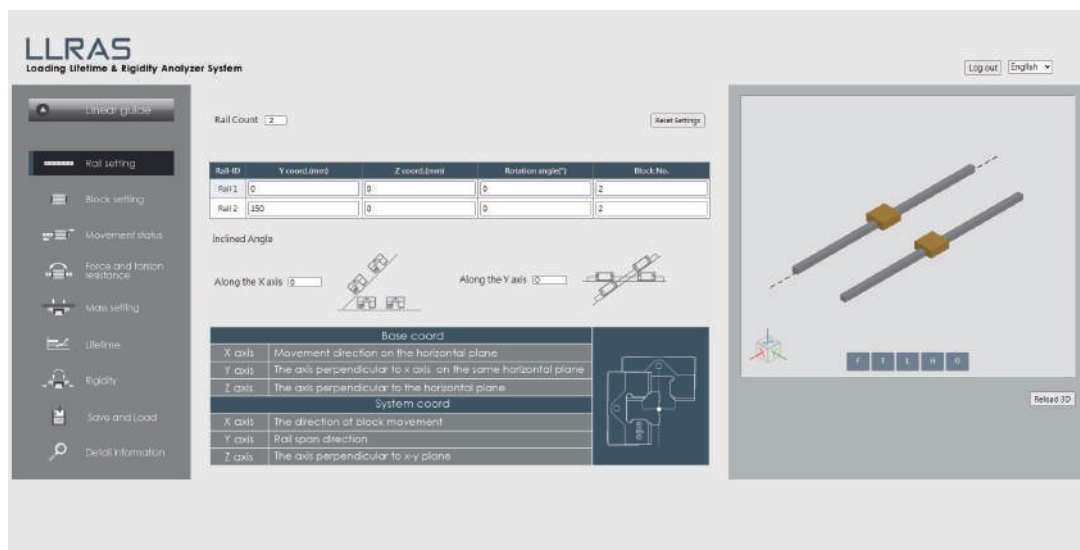 LLRAS
Loading Lifetime & Rigidity Analyzer System
Log out English
Linear guide
Rail setting
Block setting
Movement status
Force and torsion
resistance
Mass setting
Lifetime
Rigidity
Save and Load
Detail information
Rail Count 2
Reset Settings
Rail-ID Y coord.(mm) Z coord.(mm) Rotation angle(°) Block No.
Rail 1 0 0 0 2
Rail 2 150 0 0 2
Inclined Angle
Along the X axis 0
Along the Y axis 0
Base coord
X axis Movement direction on the horizontal plane
Y axis The axis perpendicular to x axis on the same horizontal plane
Z axis The axis perpendicular to the horizontal plane
System coord
X axis The direction of block movement
Y axis Rail span direction
Z axis The axis perpendicular to x-y plane
F T L H O
Reload 3D